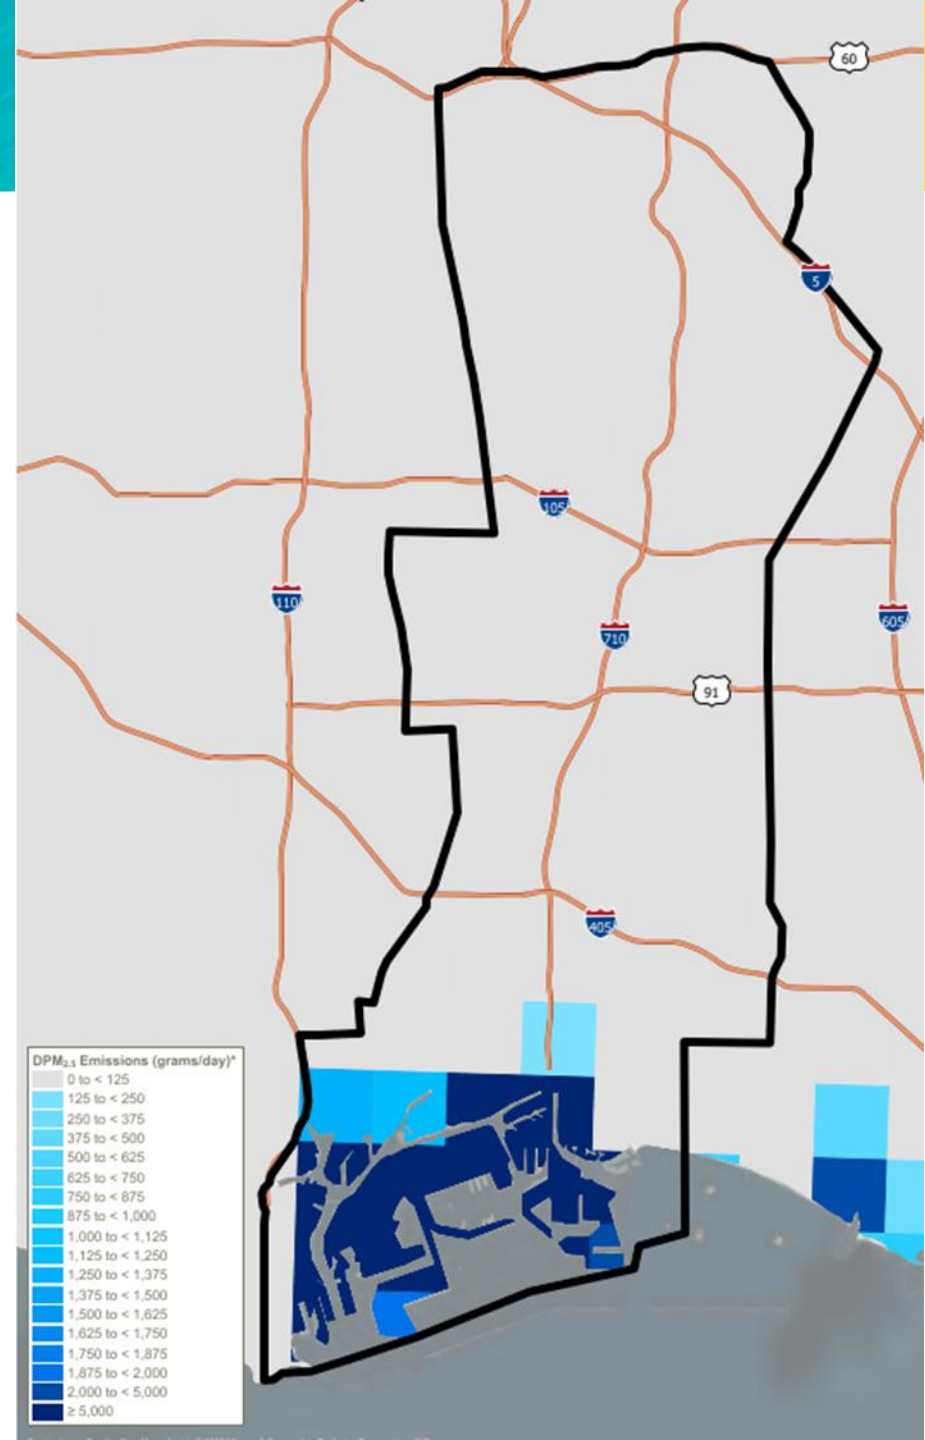 60
5
105
110
710
605
91
405
DPM2.5 Emissions (grams/day)*
0 to < 125
125 to < 250
250 to < 375
375 to < 500
500 to < 625
625 to < 750
750 to < 875
875 to < 1,000
1,000 to < 1,125
1,125 to < 1,250
1,250 to < 1,375
1,375 to < 1,500
1,500 to < 1,625
1,625 to < 1,750
1,750 to < 1,875
1,875 to < 2,000
2,000 to < 5,000
≥ 5,000